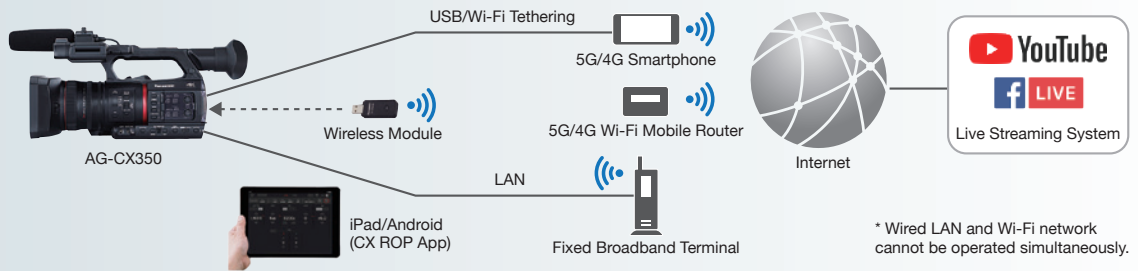 USB/Wi-Fi Tethering
5G/4G Smartphone
Wireless Module
5G/4G Wi-Fi Mobile Router
AG-CX350
LAN
iPad/Android
(CX ROP App)
Fixed Broadband Terminal
Internet
YouTube
f LIVE
Live Streaming System
* Wired LAN and Wi-Fi network
cannot be operated simultaneously.